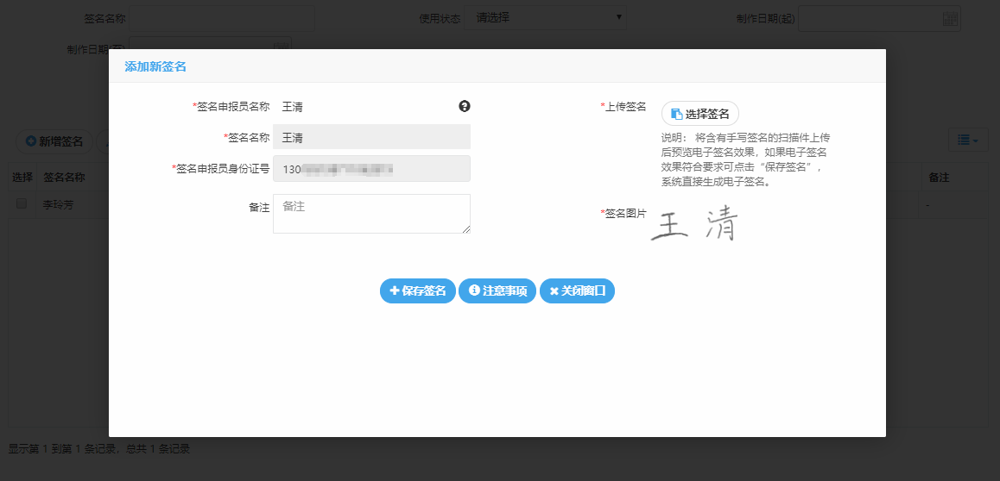 签名名称
使用状态 请选择
制作日期(起)
制作日期(至)
添加新签名
*签名申报员名称 王清
*上传签名 选择签名
*签名名称 王清
说明： 将含有手写签名的扫描件上传
后预览电子签名效果，如果电子签名
效果符合要求可点击“保存签名”，
系统直接生成电子签名。
*签名申报员身份证号 130
备注 备注
*签名图片 王清
保存签名 注意事项 关闭窗口
新增签名
选择 签名名称 备注
李玲芳 -
显示第 1 到第 1 条记录，总共 1 条记录